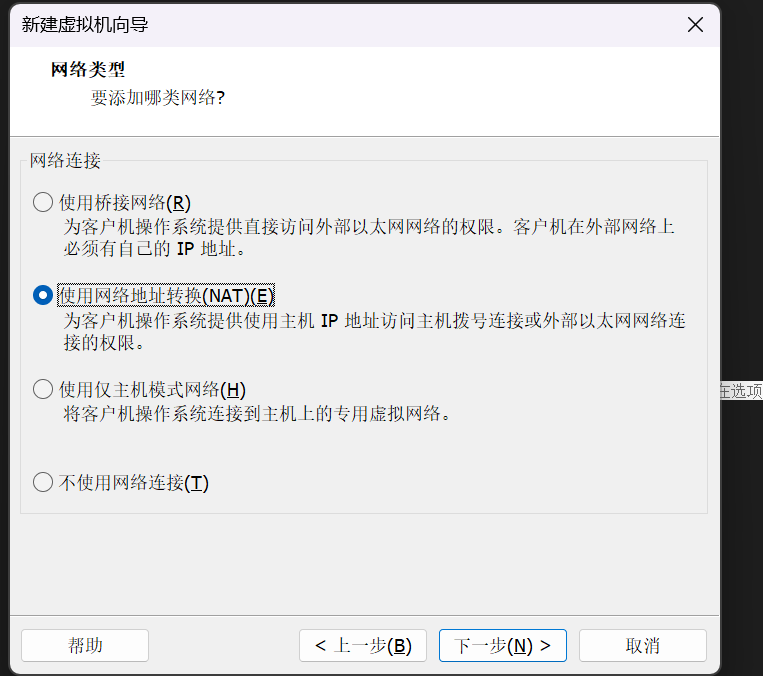 新建虚拟机向导
网络类型
要添加哪类网络?
网络连接
使用桥接网络(R)
为客户机操作系统提供直接访问外部以太网网络的权限。客户机在外部网络上
必须有自己的 IP 地址。
使用网络地址转换(NAT)(E)
为客户机操作系统提供使用主机 IP 地址访问主机拨号连接或外部以太网网络连
接的权限。
使用仅主机模式网络(H)
将客户机操作系统连接到主机上的专用虚拟网络。
在选项
不使用网络连接(T)
帮助
< 上一步(B)
下一步(N) >
取消